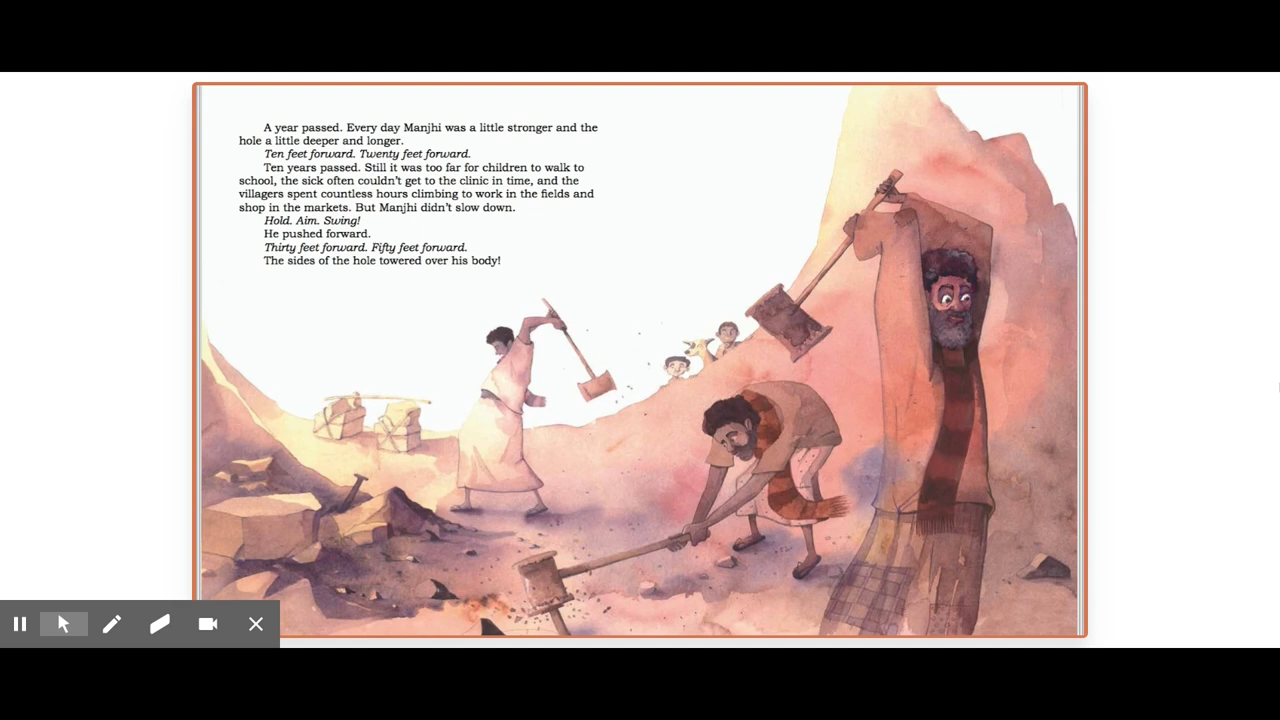 A year passed. Every day Manjhi was a little stronger and the
hole a little deeper and longer.
Ten feet forward. Twenty feet forward.
Ten years passed. Still it was too far for children to walk to
school, the sick often couldn't get to the clinic in time, and the
villagers spent countless hours climbing to work in the fields and
shop in the markets. But Manjhi didn't slow down.
Hold. Aim. Swing!
He pushed forward.
Thirty feet forward. Fifty feet forward.
The sides of the hole towered over his body!